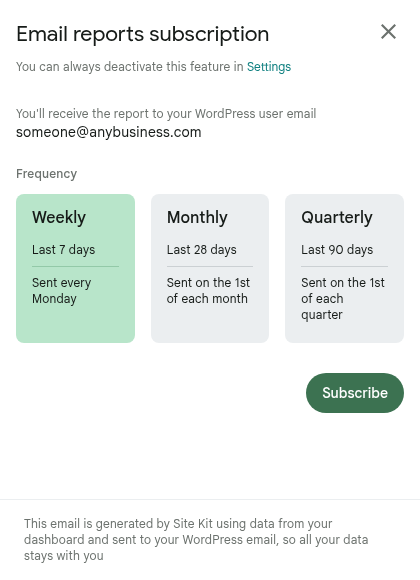 Email reports subscription
You can always deactivate this feature in Settings
You'll receive the report to your WordPress user email
someone@anybusiness.com
Frequency
Weekly
Last 7 days
Sent every
Monday
Monthly
Last 28 days
Sent on the 1st
of each month
Quarterly
Last 90 days
Sent on the 1st
of each
quarter
Subscribe
This email is generated by Site Kit using data from your
dashboard and sent to your WordPress email, so all your data
stays with you